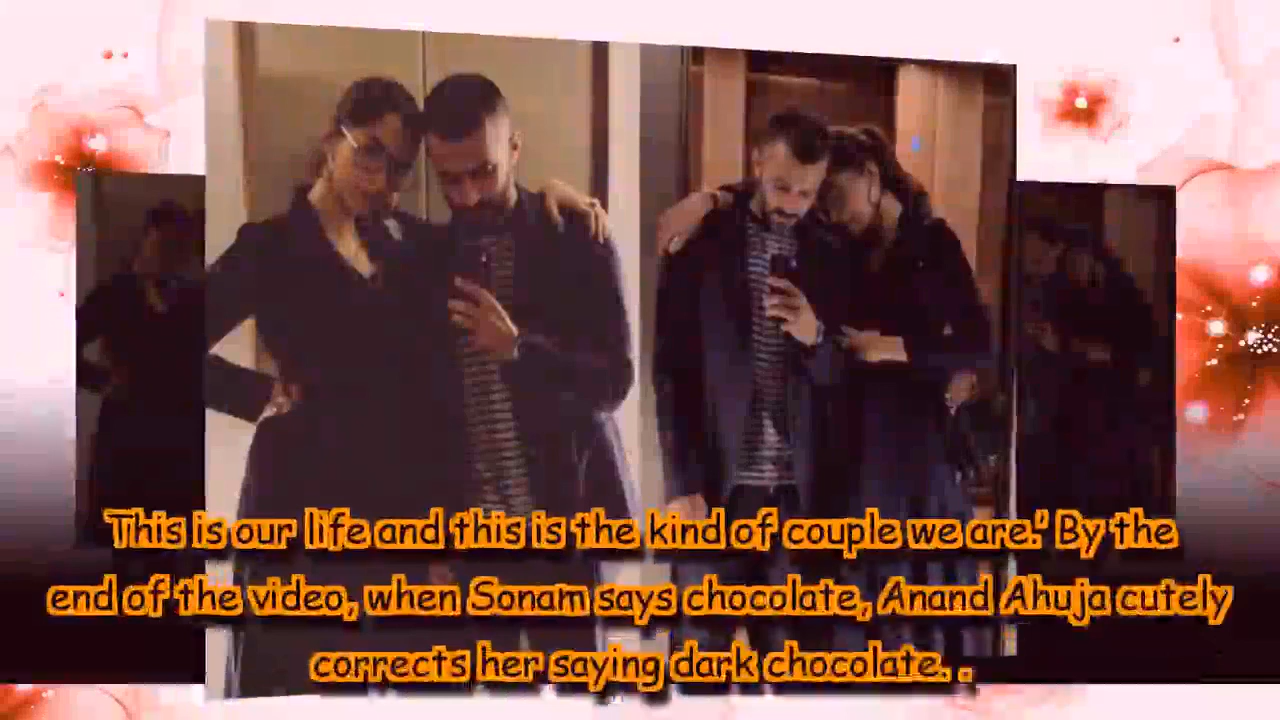 'This is our life and this is the kind of couple we are.' By the
end of the video, when Sonam says chocolate, Anand Ahuja cutely
corrects her saying dark chocolate. .